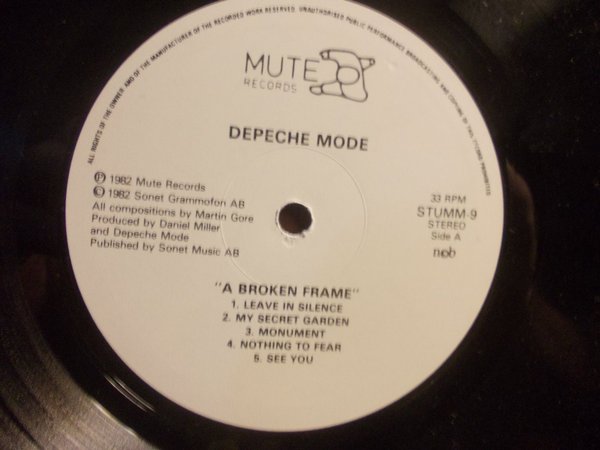 ALL RIGHTS OF THE OWNER AND OF THE MANUFACTURER OF THE RECORDED WORK RESERVED. UNAUTHORISED PUBLIC PERFORMANCE BROADCASTING AND COPYING OF THIS RECORD PROHIBITED
MUTE
RECORDS
DEPECHE MODE
Ⓟ 1982 Mute Records
© 1982 Sonet Grammofon AB
All compositions by Martin Gore
Produced by Daniel Miller
and Depeche Mode
Published by Sonet Music AB
33 RPM
STUMM-9
STEREO
Side A
ncb
"A BROKEN FRAME"
1. LEAVE IN SILENCE
2. MY SECRET GARDEN
3. MONUMENT
4. NOTHING TO FEAR
5. SEE YOU